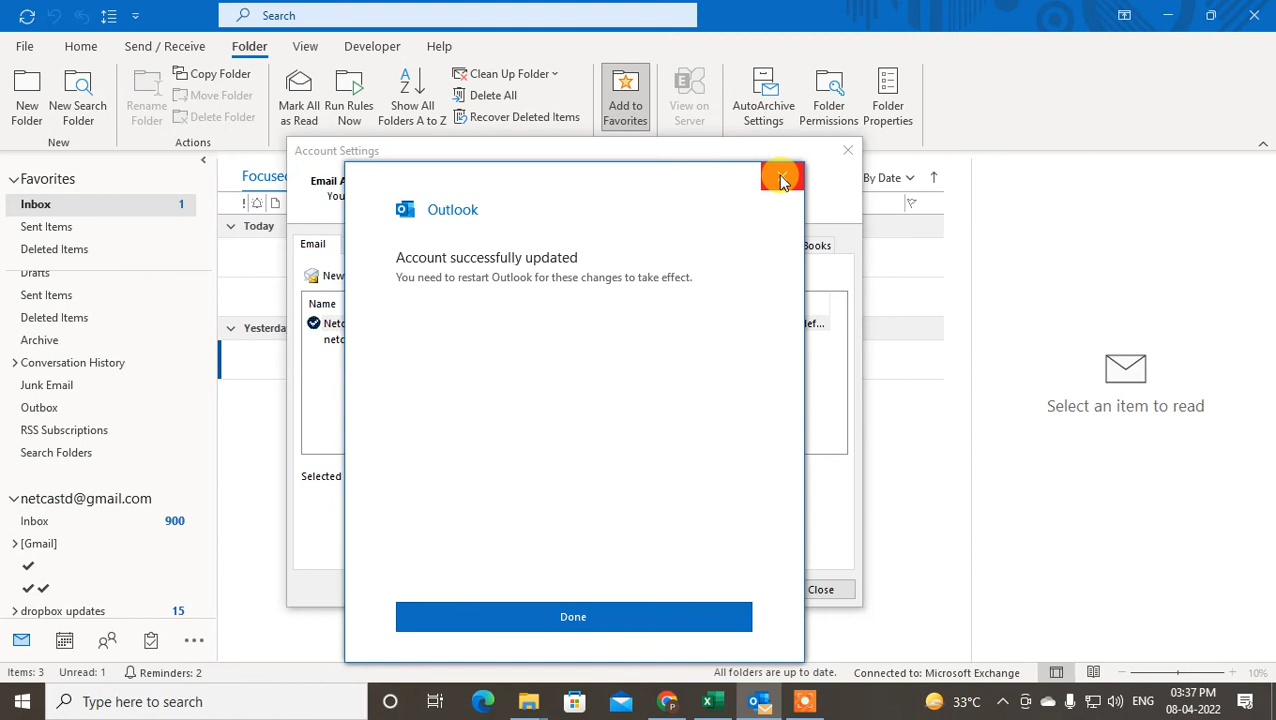 Search
File Home Send / Receive Folder View Developer Help
New Folder
New Search Folder
Rename Folder
Copy Folder
Move Folder
Delete Folder
Mark All as Read
Run Rules Now
Show All Folders A to Z
Clean Up Folder
Delete All
Recover Deleted Items
Add to Favorites
View on Server
AutoArchive Settings
Folder Permissions
Folder Properties
New
Actions
Favorites
Inbox 1
Sent Items
Deleted Items
Drafts
Sent Items
Deleted Items
Archive
Conversation History
Junk Email
Outbox
RSS Subscriptions
Search Folders
netcastd@gmail.com
Inbox 900
[Gmail]
dropbox updates 15
Focused
By Date
Today
Yesterday
Account Settings
Email A
You
Email
Books
New
Name
Netc
def...
netc
Selected
Close
Outlook
Account successfully updated
You need to restart Outlook for these changes to take effect.
Done
Select an item to read
Items: 3 Unread: 1 Reminders: 2 All folders are up to date. Connected to: Microsoft Exchange 10%
Type here to search
33°C ENG 03:37 PM
08-04-2022